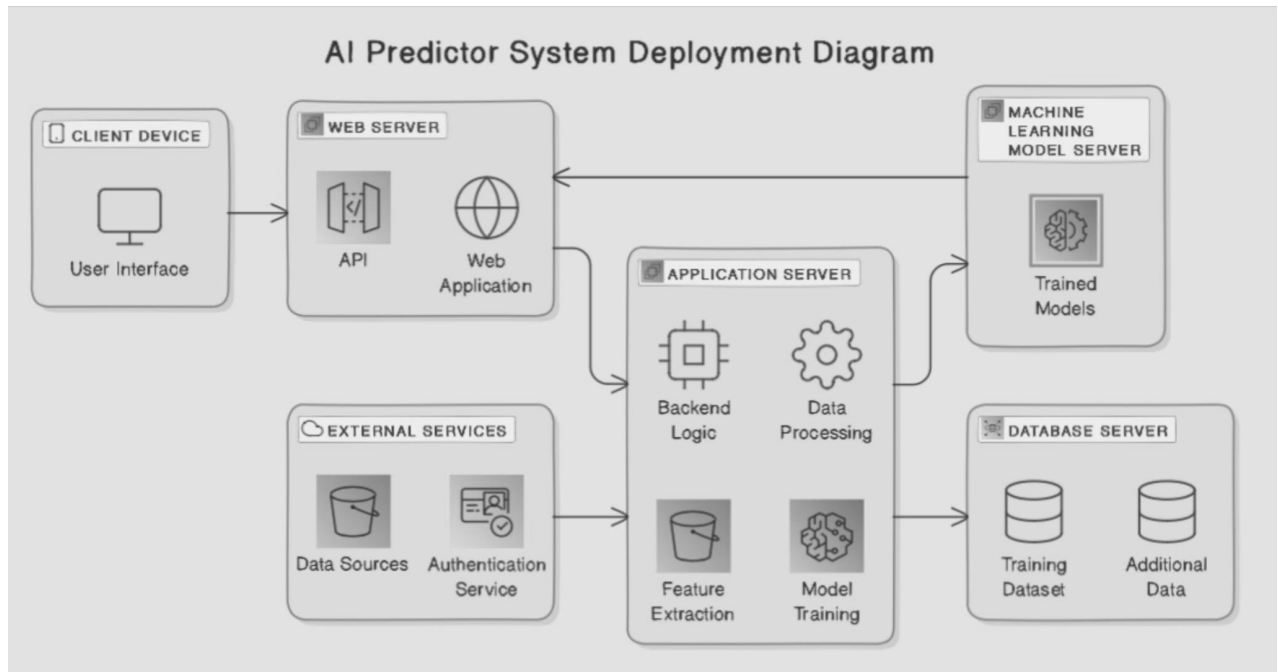 AI Predictor System Deployment Diagram
CLIENT DEVICE
User Interface
WEB SERVER
API
Web
Application
MACHINE
LEARNING
MODEL SERVER
Trained
Models
APPLICATION SERVER
Backend
Logic
Data
Processing
Feature
Extraction
Model
Training
EXTERNAL SERVICES
Data Sources
Authentication
Service
DATABASE SERVER
Training
Dataset
Additional
Data